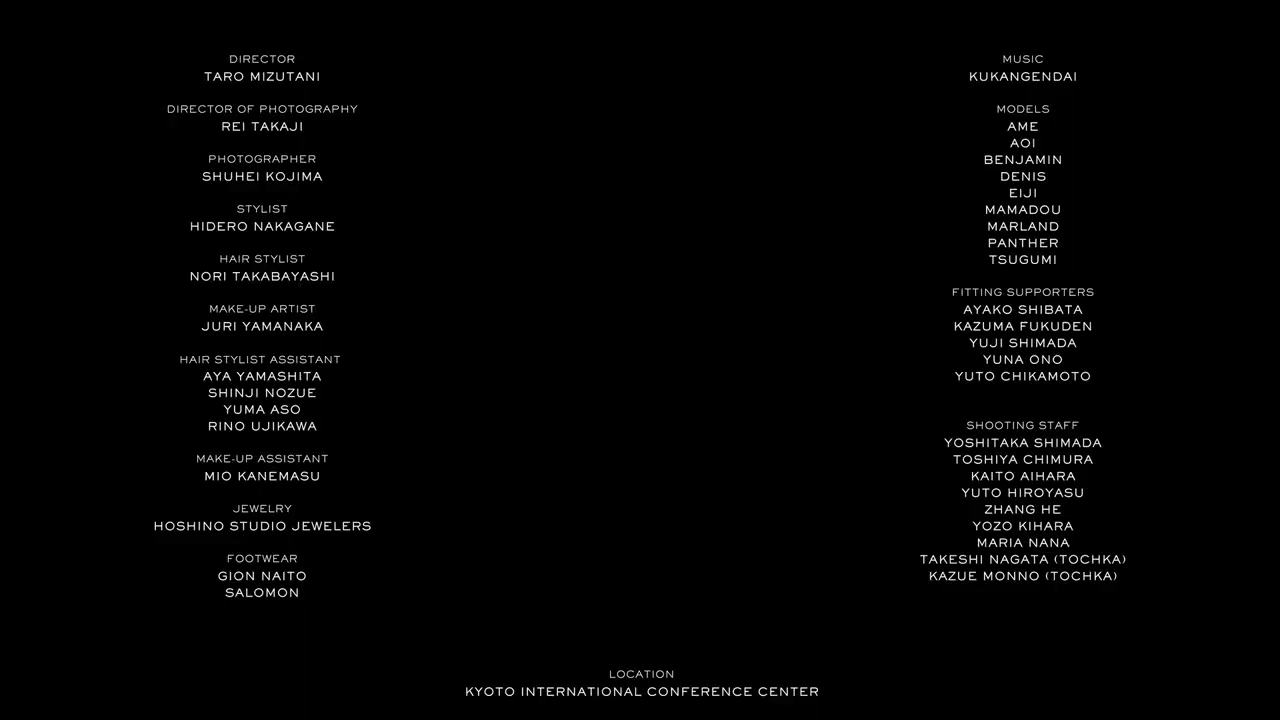 DIRECTOR
TARO MIZUTANI
DIRECTOR OF PHOTOGRAPHY
REI TAKAJI
PHOTOGRAPHER
SHUHEI KOJIMA
STYLIST
HIDERO NAKAGANE
HAIR STYLIST
NORI TAKABAYASHI
MAKE-UP ARTIST
JURI YAMANAKA
HAIR STYLIST ASSISTANT
AYA YAMASHITA
SHINJI NOZUE
YUMA ASO
RINO UJIKAWA
MAKE-UP ASSISTANT
MIO KANEMASU
JEWELRY
HOSHINO STUDIO JEWELERS
FOOTWEAR
GION NAITO
SALOMON
MUSIC
KUKANGENDAI
MODELS
AME
AOI
BENJAMIN
DENIS
EIJI
MAMADOU
MARLAND
PANTHER
TSUGUMI
FITTING SUPPORTERS
AYAKO SHIBATA
KAZUMA FUKUDEN
YUJI SHIMADA
YUNA ONO
YUTO CHIKAMOTO
SHOOTING STAFF
YOSHITAKA SHIMADA
TOSHIYA CHIMURA
KAITO AIHARA
YUTO HIROYASU
ZHANG HE
YOZO KIHARA
MARIA NANA
TAKESHI NAGATA (TOCHKA)
KAZUE MONNO (TOCHKA)
LOCATION
KYOTO INTERNATIONAL CONFERENCE CENTER